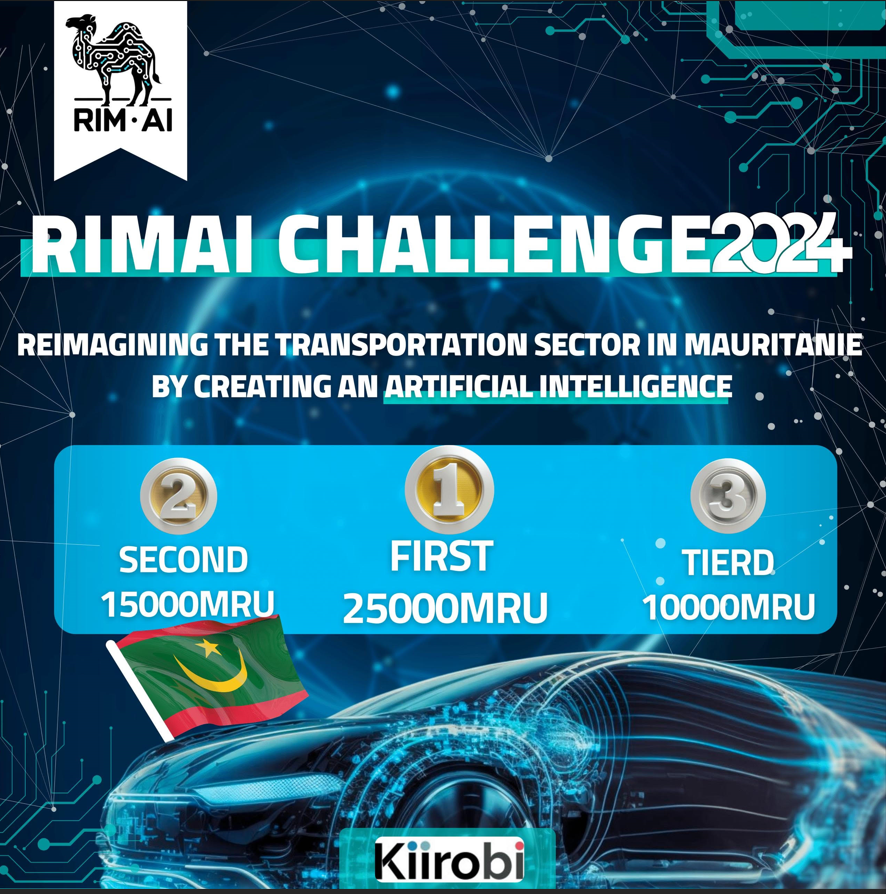 RIM·AI
RIMAI CHALLENGE2024
REIMAGINING THE TRANSPORTATION SECTOR IN MAURITANIE
BY CREATING AN ARTIFICIAL INTELLIGENCE
2 1 3
SECOND FIRST TIERD
15000MRU 25000MRU 10000MRU
Kiirobi